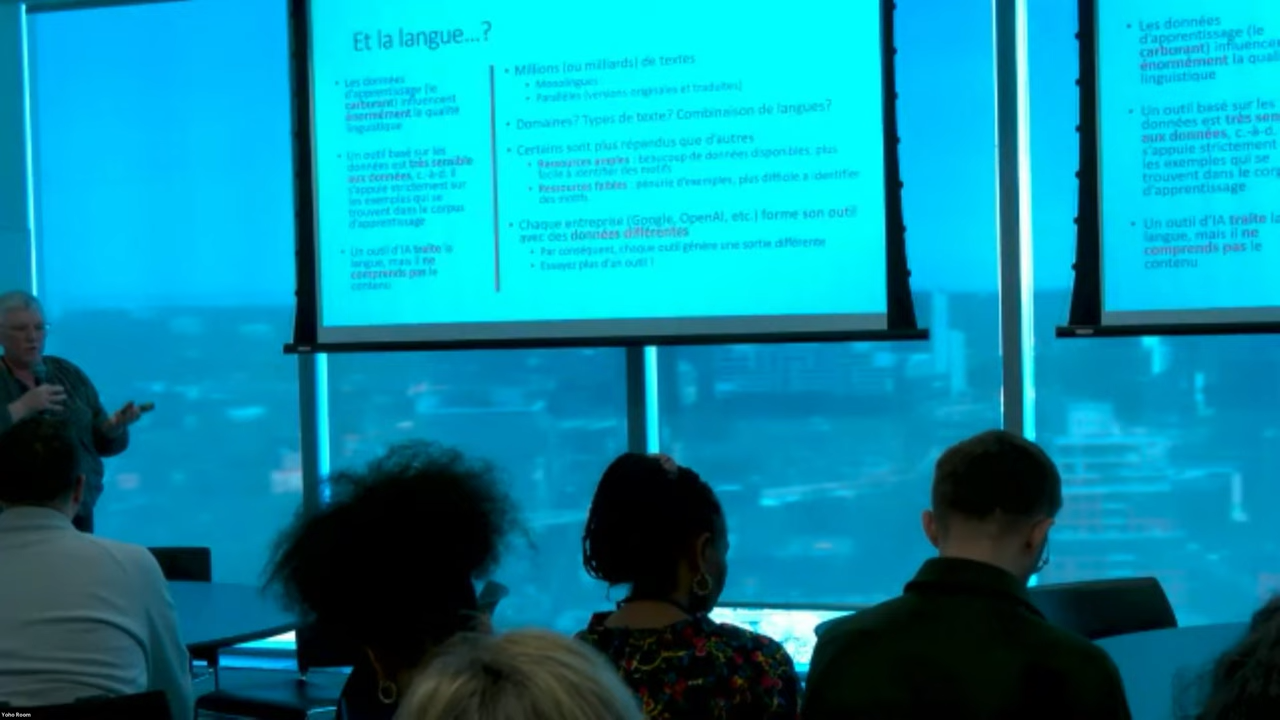 Et la langue…?
• Les données
d'apprentissage (le
carburant) influencent
énormément la qualité
linguistique
• Un outil basé sur les
données est très sensible
aux données, c.-à-d. il
s'appuie strictement sur
les exemples qui se
trouvent dans le corpus
d'apprentissage
• Un outil d'IA traite la
langue, mais il ne
comprends pas le
contenu
• Millions (ou milliards) de textes
• Monolingues
• Parallèles (versions originales et traduites)
• Domaines? Types de texte? Combinaison de langues?
• Certains sont plus répandus que d'autres
• Ressources amples : beaucoup de données disponibles, plus
facile à identifier des motifs
• Ressources faibles : pénurie d'exemples, plus difficile à identifier
des motifs
• Chaque entreprise (Google, OpenAI, etc.) forme son outil
avec des données différentes
• Par conséquent, chaque outil génère une sortie différente
• Essayez plus d'un outil !
• Les données
d'apprentissage (le
carburant)
énormément la
linguistique
• Un outil basé sur les
données est très
aux données, c.-à-d.
s'appuie strictement
les exemples qui se
trouvent dans le
d'apprentissage
• Un outil d'IA traite
langue, mais il ne
comprends pas le
contenu
Yoho Room